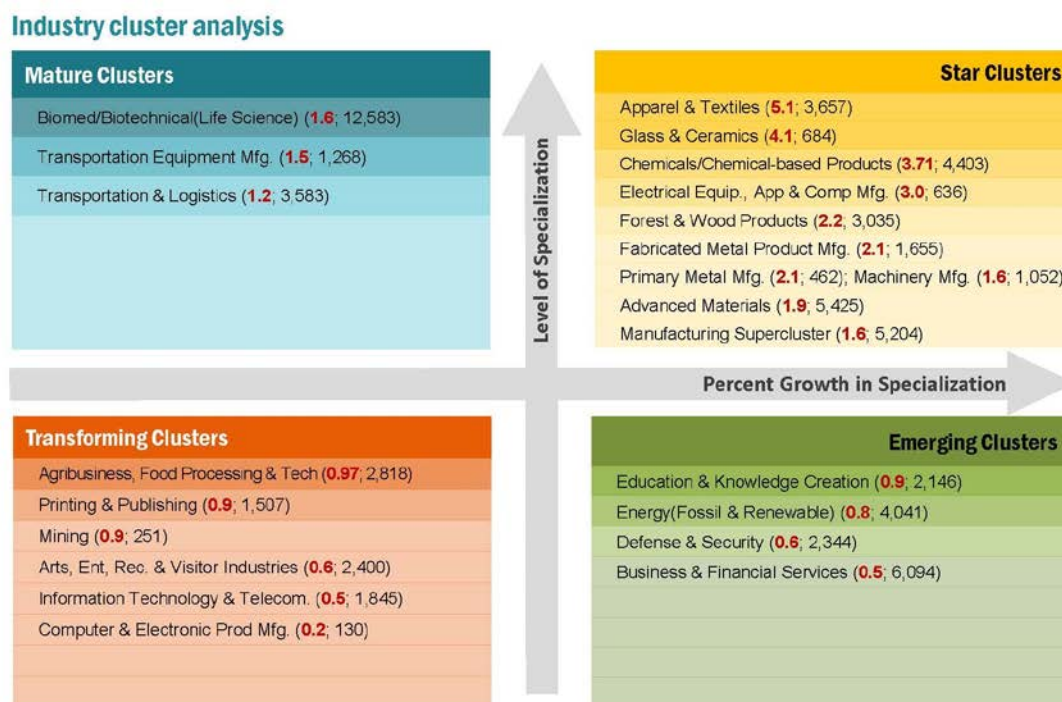 Industry cluster analysis
Mature Clusters
Biomed/Biotechnical(Life Science) (1.6; 12,583)
Transportation Equipment Mfg. (1.5; 1,268)
Transportation & Logistics (1.2; 3,583)
Level of Specialization
Star Clusters
Apparel & Textiles (5.1; 3,657)
Glass & Ceramics (4.1; 684)
Chemicals/Chemical-based Products (3.71; 4,403)
Electrical Equip., App & Comp Mfg. (3.0; 636)
Forest & Wood Products (2.2; 3,035)
Fabricated Metal Product Mfg. (2.1; 1,655)
Primary Metal Mfg. (2.1; 462); Machinery Mfg. (1.6; 1,052)
Advanced Materials (1.9; 5,425)
Manufacturing Supercluster (1.6; 5,204)
Percent Growth in Specialization
Transforming Clusters
Agribusiness, Food Processing & Tech (0.97; 2,818)
Printing & Publishing (0.9; 1,507)
Mining (0.9; 251)
Arts, Ent, Rec. & Visitor Industries (0.6; 2,400)
Information Technology & Telecom. (0.5; 1,845)
Computer & Electronic Prod Mfg. (0.2; 130)
Emerging Clusters
Education & Knowledge Creation (0.9; 2,146)
Energy(Fossil & Renewable) (0.8; 4,041)
Defense & Security (0.6; 2,344)
Business & Financial Services (0.5; 6,094)